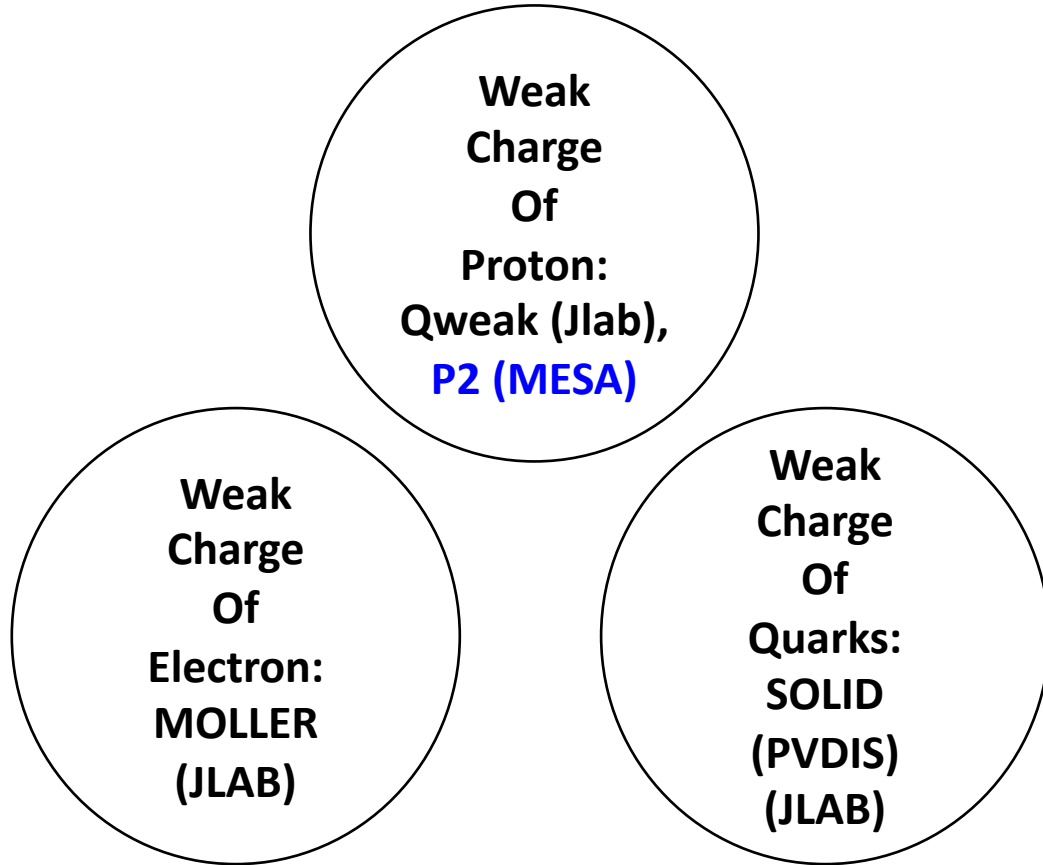 Weak
Charge
Of
Proton:
Qweak (Jlab),
P2 (MESA)
Weak
Charge
Of
Electron:
MOLLER
(JLAB)
Weak
Charge
Of
Quarks:
SOLID
(PVDIS)
(JLAB)